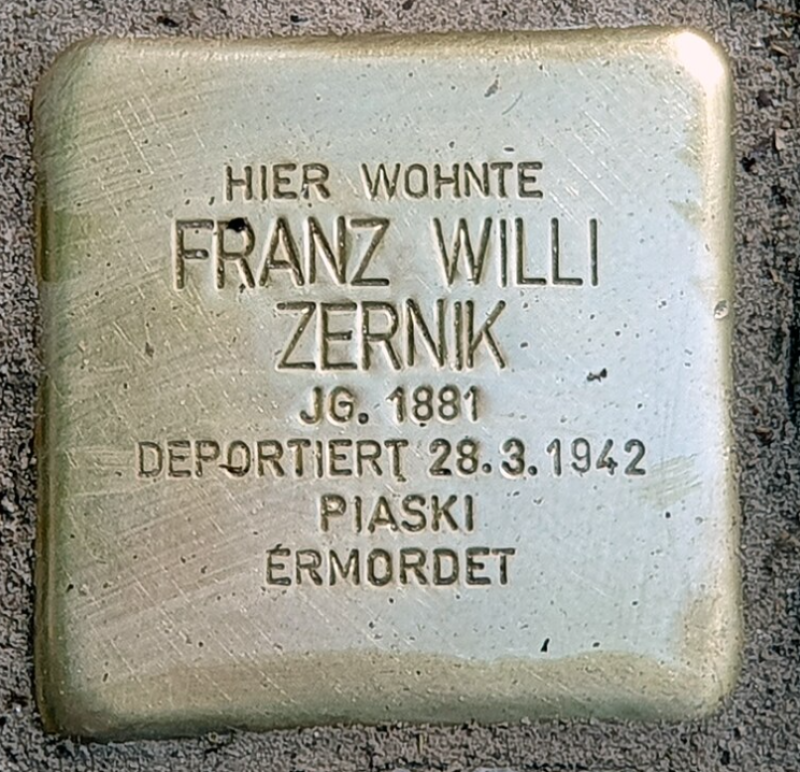 HIER WOHNTE
FRANZ WILLI
ZERNIK
JG. 1881
DEPORTIERT 28.3.1942
PIASKI
ERMORDET